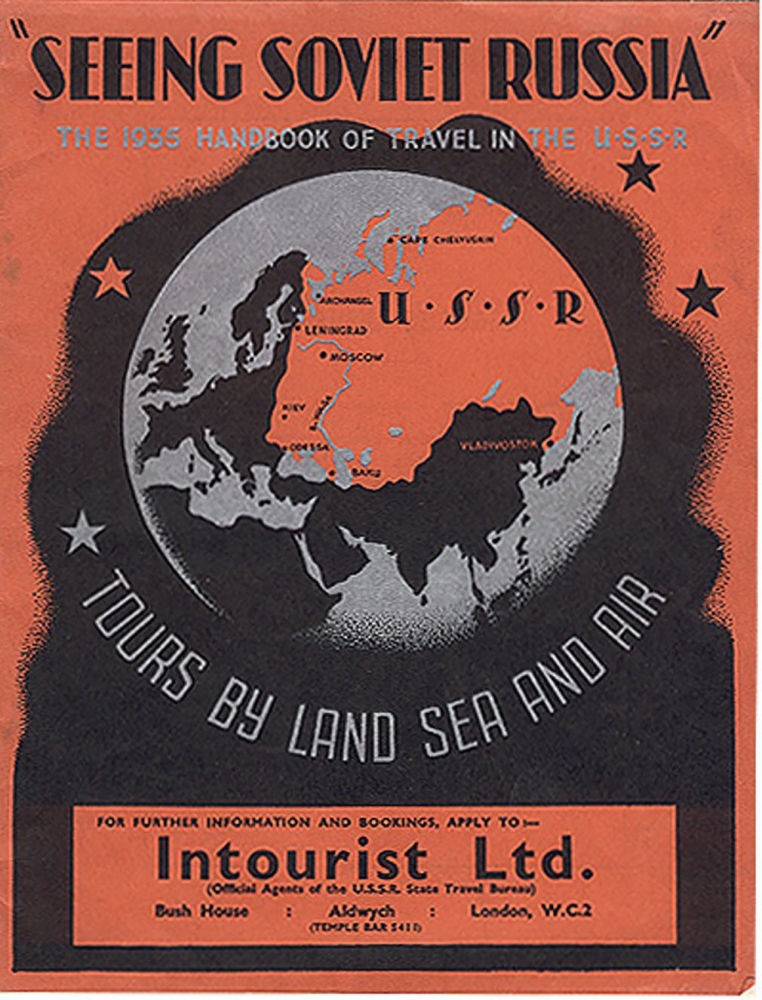 "SEEING SOVIET RUSSIA"
THE 1935 HANDBOOK OF TRAVEL IN THE U·S·S·R
CAPE CHELYUSKIN
ARCHANGEL
U·S·S·R
LENINGRAD
MOSCOW
KIEV
R. VOLGA
ODESSA
VLADIVOSTOK
BAKU
TOURS BY LAND SEA AND AIR
FOR FURTHER INFORMATION AND BOOKINGS, APPLY TO:—
Intourist Ltd.
(Official Agents of the U.S.S.R. State Travel Bureau)
Bush House : Aldwych : London, W.C.2
(TEMPLE BAR 5411)